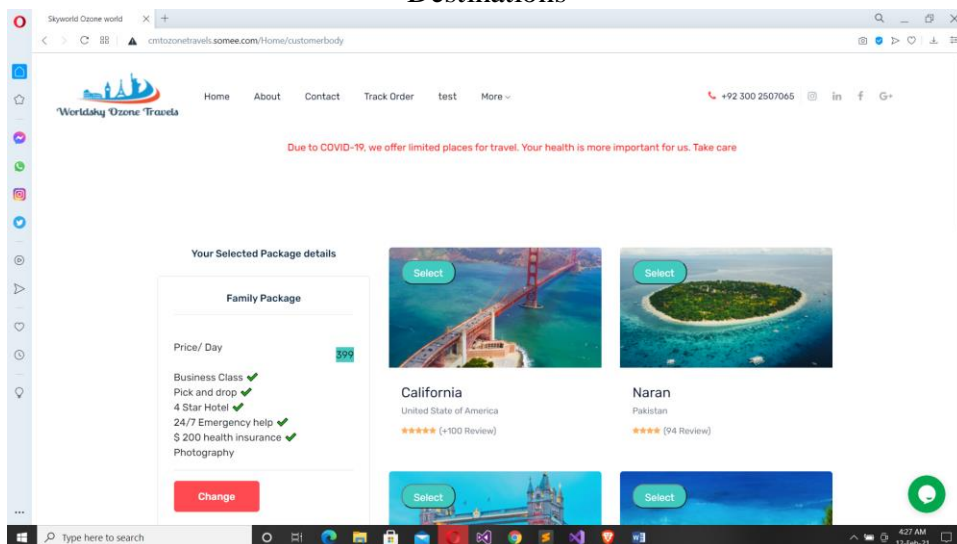 Destinations
Skyworld Ozone world
cmtozonetravels.somee.com/Home/customerbody
Worldsky Ozone Travels
Home About Contact Track Order test More
+92 300 2507065 in f G+
Due to COVID-19, we offer limited places for travel. Your health is more important for us. Take care
Your Selected Package details
Family Package
Price/ Day
399
Business Class
Pick and drop
4 Star Hotel
24/7 Emergency help
$ 200 health insurance
Photography
Change
Select
California
United State of America
(+100 Review)
Select
Naran
Pakistan
(94 Review)
Select
Select
Type here to search
4:27 AM
12-Feb-21